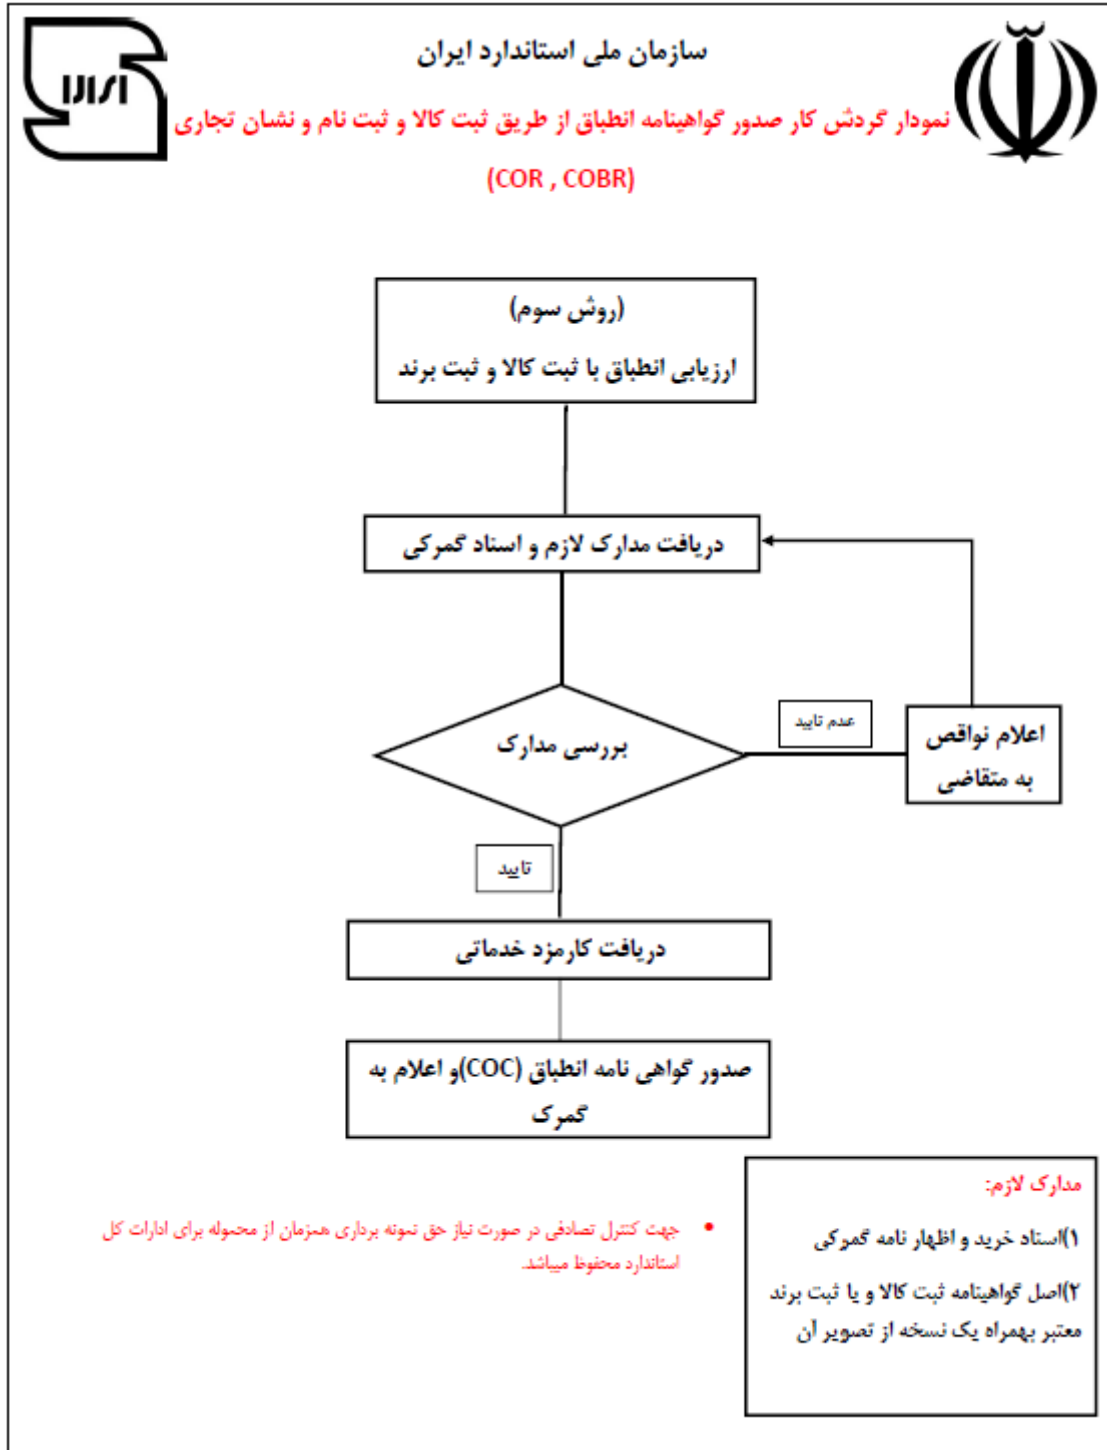 سازمان ملی استاندارد ایران
نمودار گردش کار صدور گواهینامه انطباق از طریق ثبت کالا و ثبت نام و نشان تجاری
(COR , COBR)
(روش سوم)
ارزیابی انطباق با ثبت کالا و ثبت برند
دریافت مدارک لازم و اسناد گمرکی
بررسی مدارک
عدم تایید
اعلام نواقص
به متقاضی
تایید
دریافت کارمزد خدماتی
صدور گواهی نامه انطباق (COC)و اعلام به
گمرک
مدارک لازم:
۱)اسناد خرید و اظهار نامه گمرکی
۲)اصل گواهینامه ثبت کالا و یا ثبت برند
معتبر بهمراه یک نسخه از تصویر آن
• جهت کنترل تصادفی در صورت نیاز حق نمونه برداری همزمان از محموله برای ادارات کل
استاندارد محفوظ میباشد.